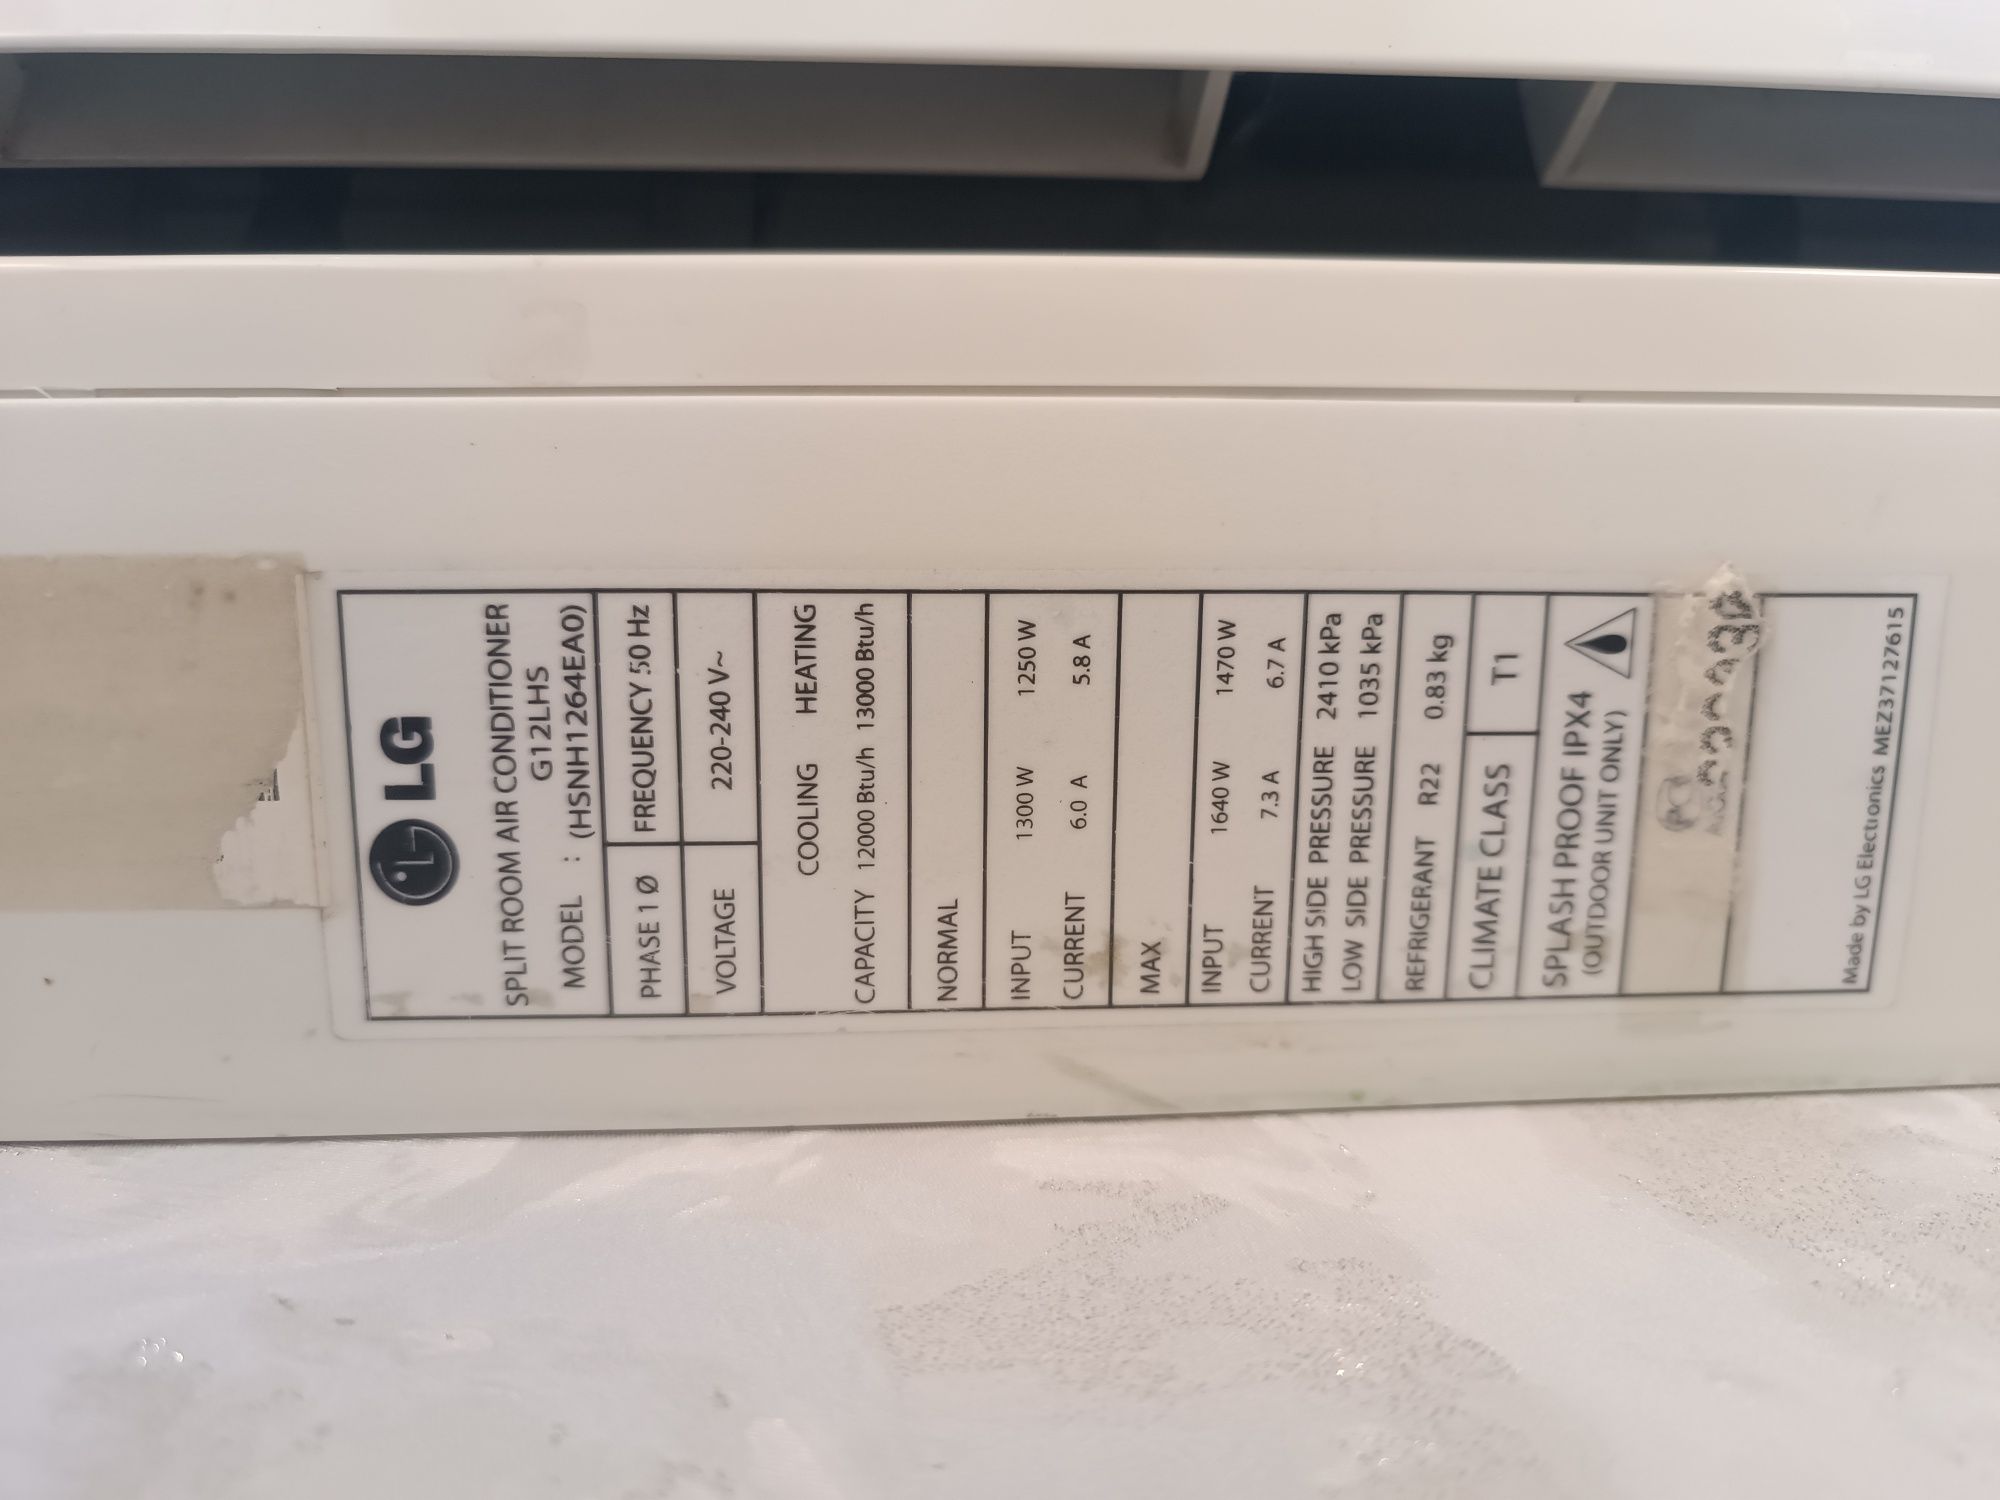 LG
SPLIT ROOM AIR CONDITIONER
G12LHS
MODEL : (HSNH1264EA0)
PHASE 1 Ø FREQUENCY 50 Hz
VOLTAGE 220-240 V~
COOLING HEATING
CAPACITY 12000 Btu/h 13000 Btu/h
NORMAL
INPUT 1300 W 1250 W
CURRENT 6.0 A 5.8 A
MAX
INPUT 1640 W 1470 W
CURRENT 7.3 A 6.7 A
HIGH SIDE PRESSURE 2410 kPa
LOW SIDE PRESSURE 1035 kPa
REFRIGERANT R22 0.83 kg
CLIMATE CLASS T1
SPLASH PROOF IPX4
(OUTDOOR UNIT ONLY)
Made by LG Electronics MEZ37127615